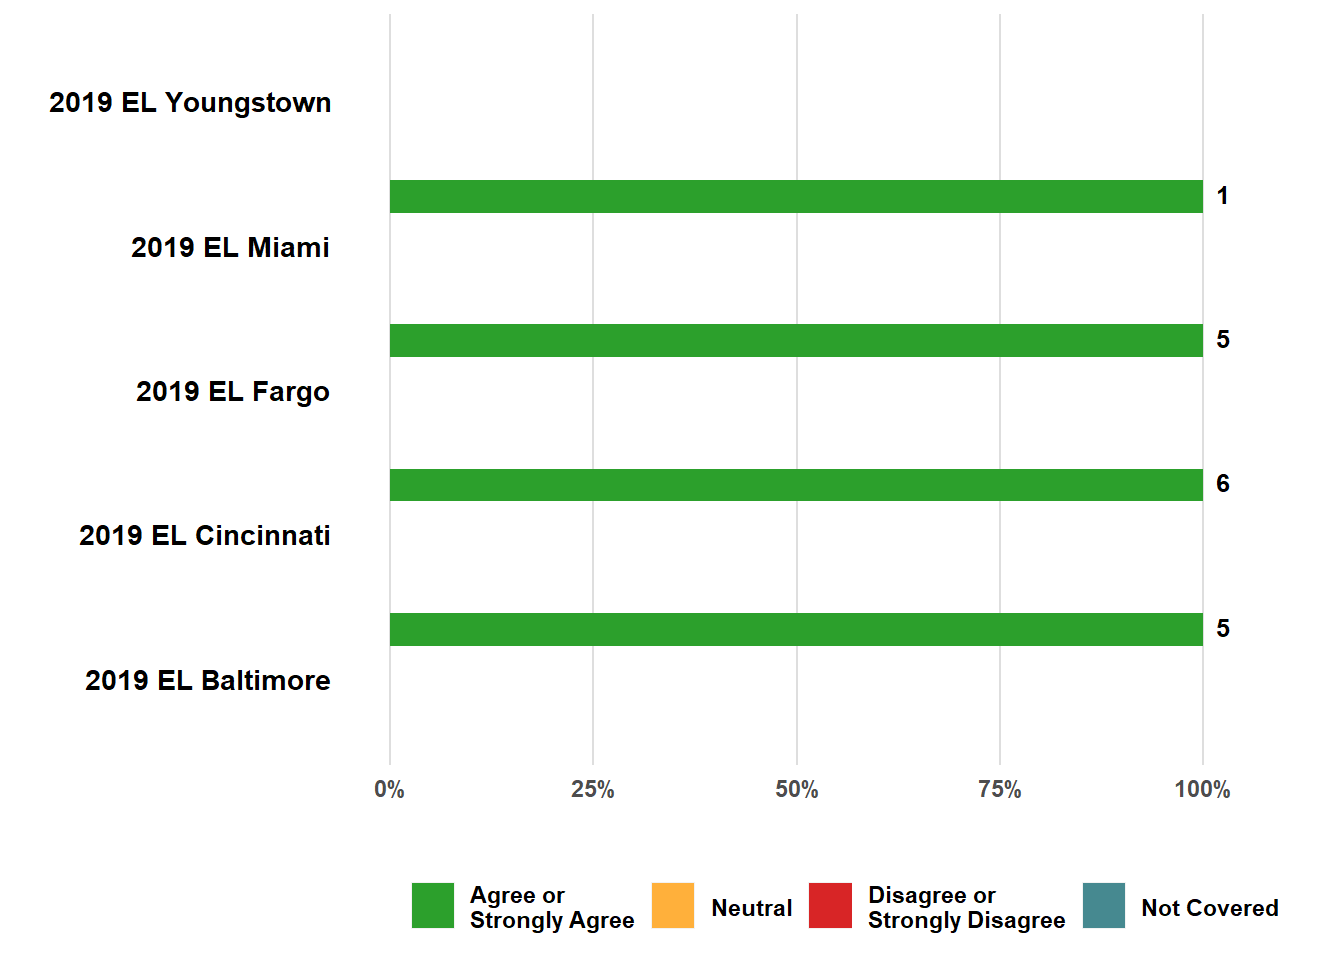 2019 EL Youngstown
1
2019 EL Miami
5
2019 EL Fargo
6
2019 EL Cincinnati
5
2019 EL Baltimore
0% 25% 50% 75% 100%
Agree or
Strongly Agree
Neutral
Disagree or
Strongly Disagree
Not Covered